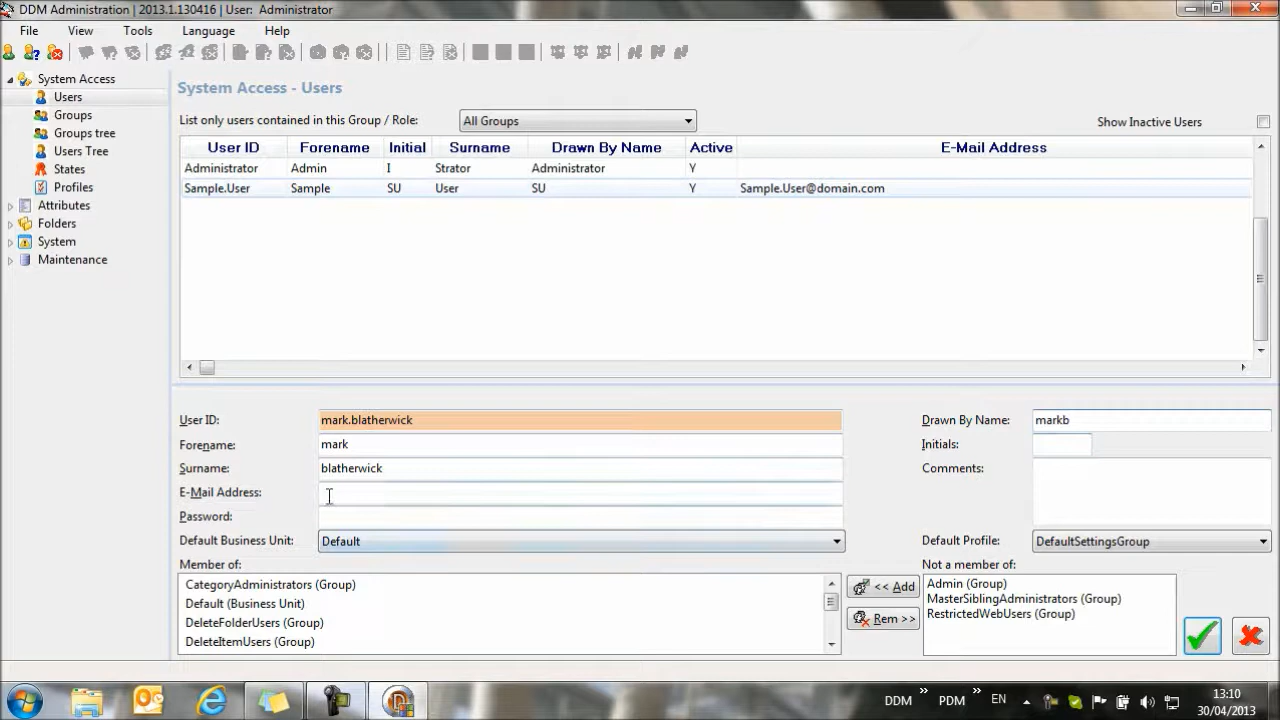 DDM Administration | 2013.1.130416 | User: Administrator
File View Tools Language Help
System Access
Users
Groups
Groups tree
Users Tree
States
Profiles
Attributes
Folders
System
Maintenance
System Access - Users
List only users contained in this Group / Role: All Groups Show Inactive Users
User ID Forename Initial Surname Drawn By Name Active E-Mail Address
Administrator Admin I Strator Administrator Y
Sample.User Sample SU User SU Y Sample.User@domain.com
User ID: mark.blatherwick Drawn By Name: markb
Forename: mark Initials:
Surname: blatherwick Comments:
E-Mail Address:
Password:
Default Business Unit: Default Default Profile: DefaultSettingsGroup
Member of: Not a member of:
CategoryAdministrators (Group) << Add Admin (Group)
Default (Business Unit) MasterSiblingAdministrators (Group)
DeleteFolderUsers (Group) Rem >> RestrictedWebUsers (Group)
DeleteItemUsers (Group)
DDM » PDM » EN 13:10
30/04/2013